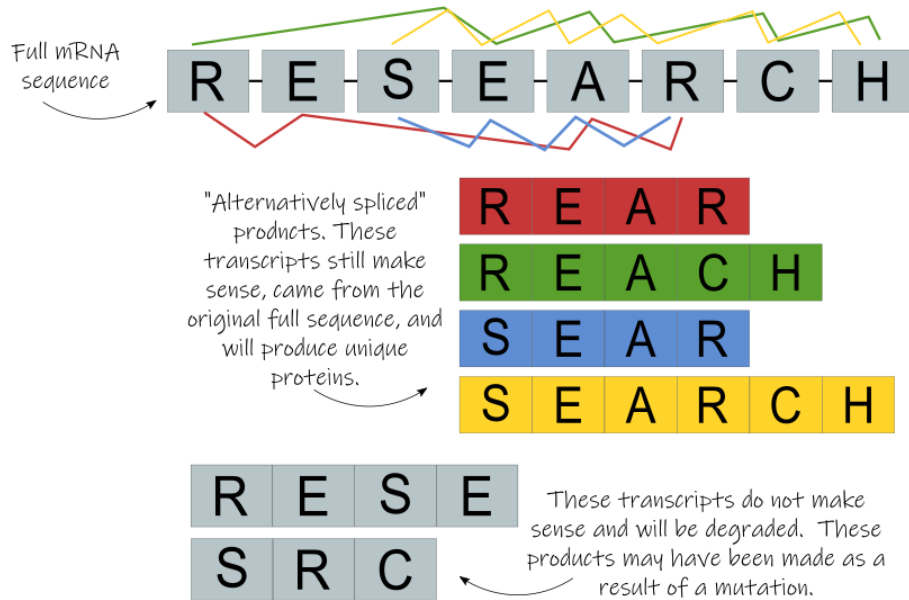 Full mRNA
sequence
R E S E A R C H
"Alternatively spliced"
products. These
transcripts still make
sense, came from the
original full sequence, and
will produce unique
proteins.
R E A R
R E A C H
S E A R
S E A R C H
R E S E
S R C
These transcripts do not make
sense and will be degraded. These
products may have been made as a
result of a mutation.